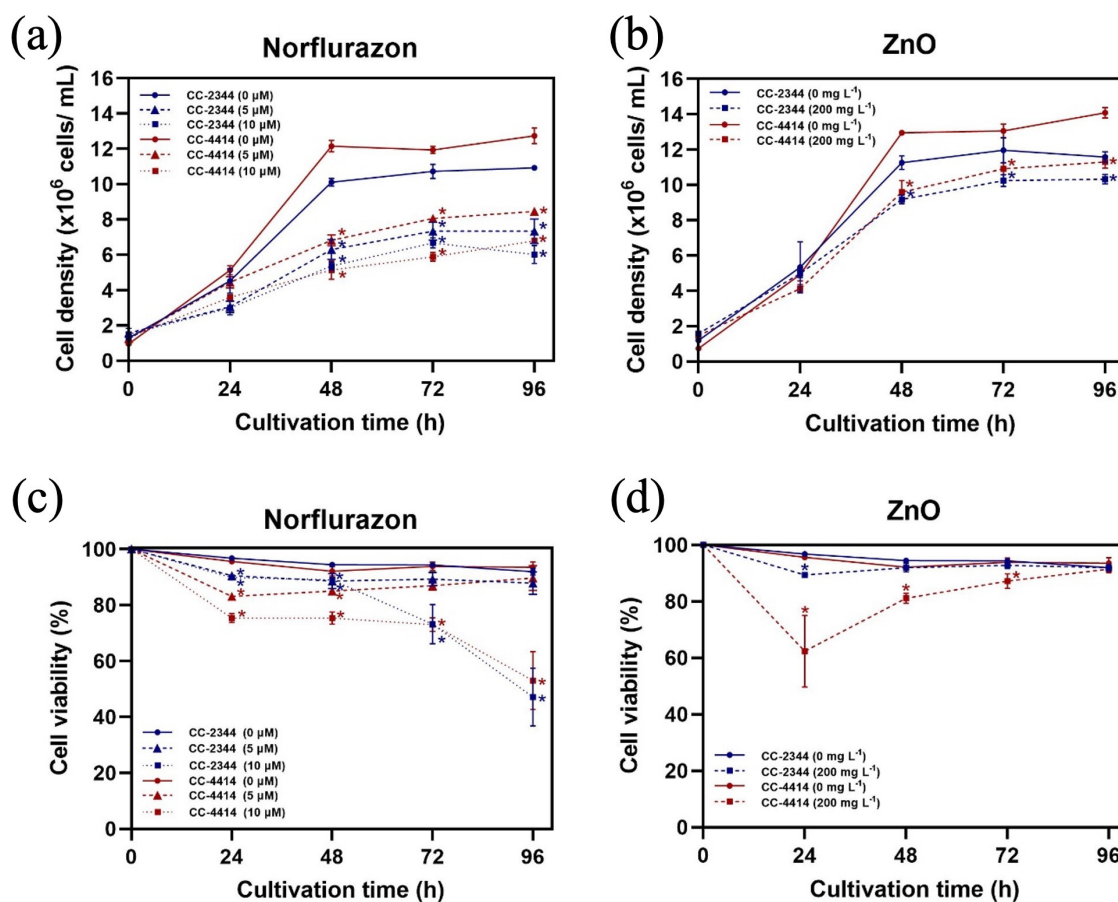 (a)
Norflurazon
Cell density (x10⁶ cells/ mL)
16
14
12
10
8
6
4
2
0
CC-2344 (0 µM)
CC-2344 (5 µM)
CC-2344 (10 µM)
CC-4414 (0 µM)
CC-4414 (5 µM)
CC-4414 (10 µM)
0 24 48 72 96
Cultivation time (h)
(b)
ZnO
Cell density (x10⁶ cells/ mL)
16
14
12
10
8
6
4
2
0
CC-2344 (0 mg L⁻¹)
CC-2344 (200 mg L⁻¹)
CC-4414 (0 mg L⁻¹)
CC-4414 (200 mg L⁻¹)
0 24 48 72 96
Cultivation time (h)
(c)
Norflurazon
Cell viability (%)
100
80
60
40
20
0
CC-2344 (0 µM)
CC-2344 (5 µM)
CC-2344 (10 µM)
CC-4414 (0 µM)
CC-4414 (5 µM)
CC-4414 (10 µM)
0 24 48 72 96
Cultivation time (h)
(d)
ZnO
Cell viability (%)
100
80
60
40
20
0
CC-2344 (0 mg L⁻¹)
CC-2344 (200 mg L⁻¹)
CC-4414 (0 mg L⁻¹)
CC-4414 (200 mg L⁻¹)
0 24 48 72 96
Cultivation time (h)